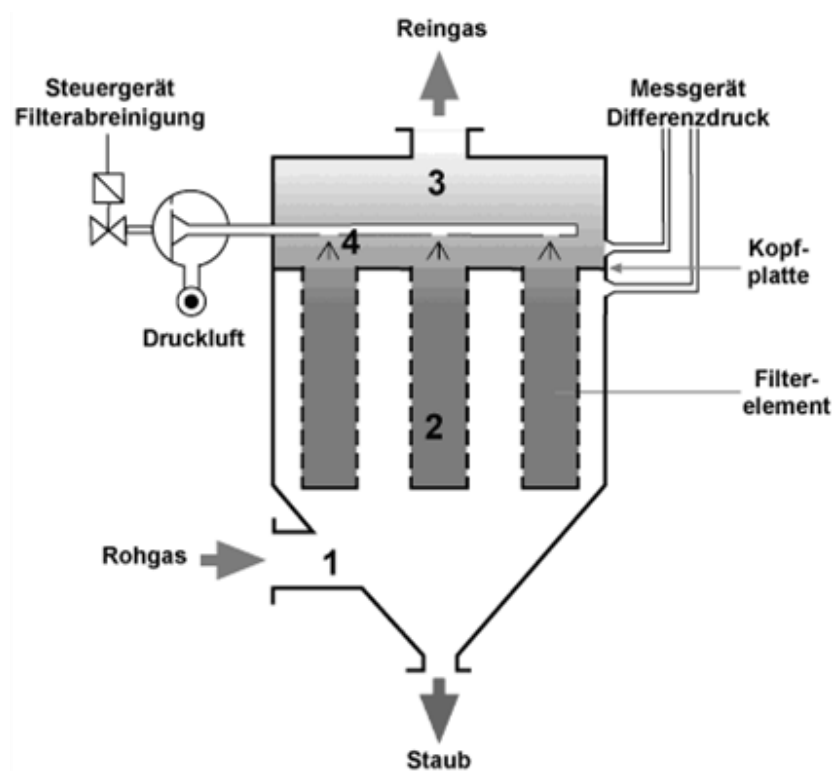 Reingas
Steuergerät
Filterabreinigung
Messgerät
Differenzdruck
3
4
Kopf-
platte
Druckluft
Filter-
element
2
Rohgas
1
Staub